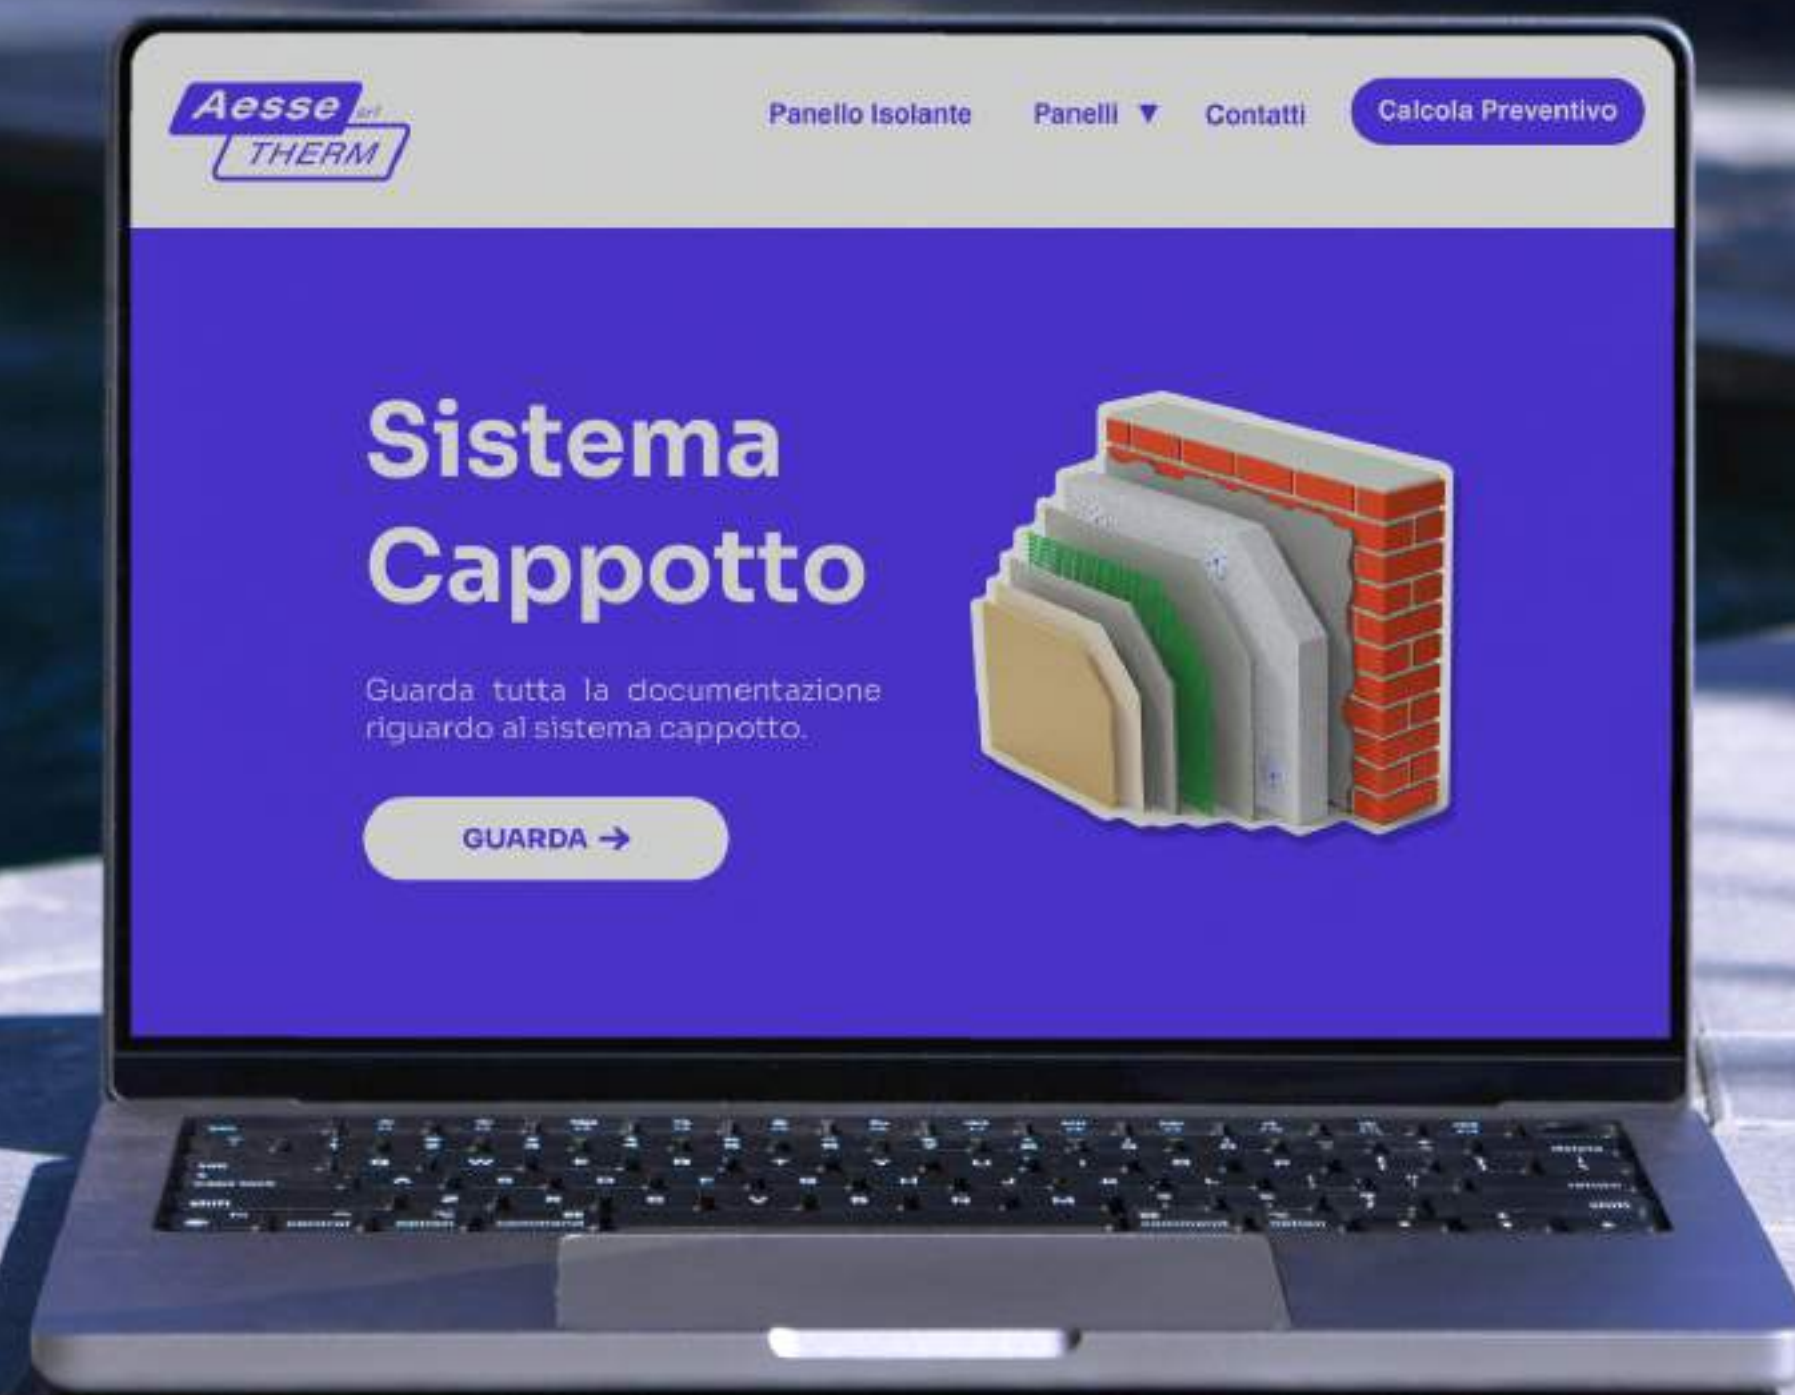 Aesse srl
THERM
Panello Isolante
Panelli ▼
Contatti
Calcola Preventivo
Sistema
Cappotto
Guarda tutta la documentazione
riguardo al sistema cappotto.
GUARDA →